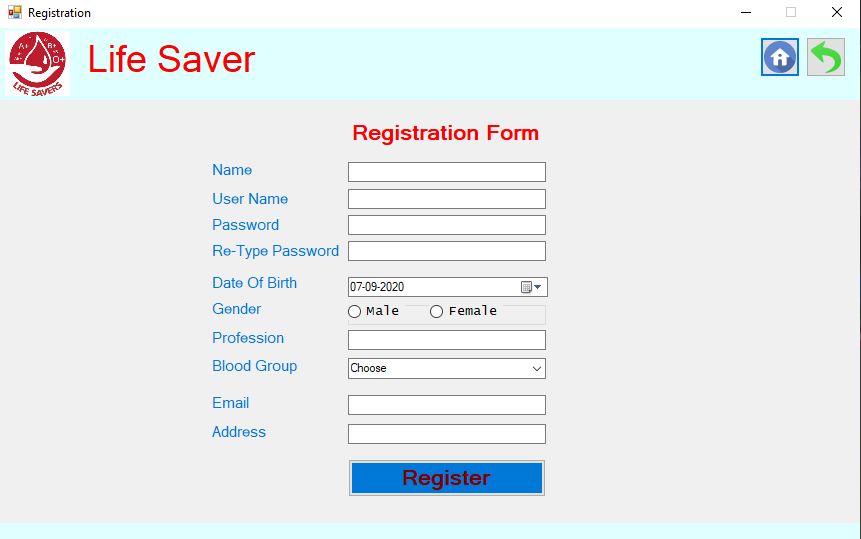 Registration
Life Saver
A+ B+
O+
LIFE SAVERS
Registration Form
Name
User Name
Password
Re-Type Password
Date Of Birth 07-09-2020
Gender Male Female
Profession
Blood Group Choose
Email
Address
Register